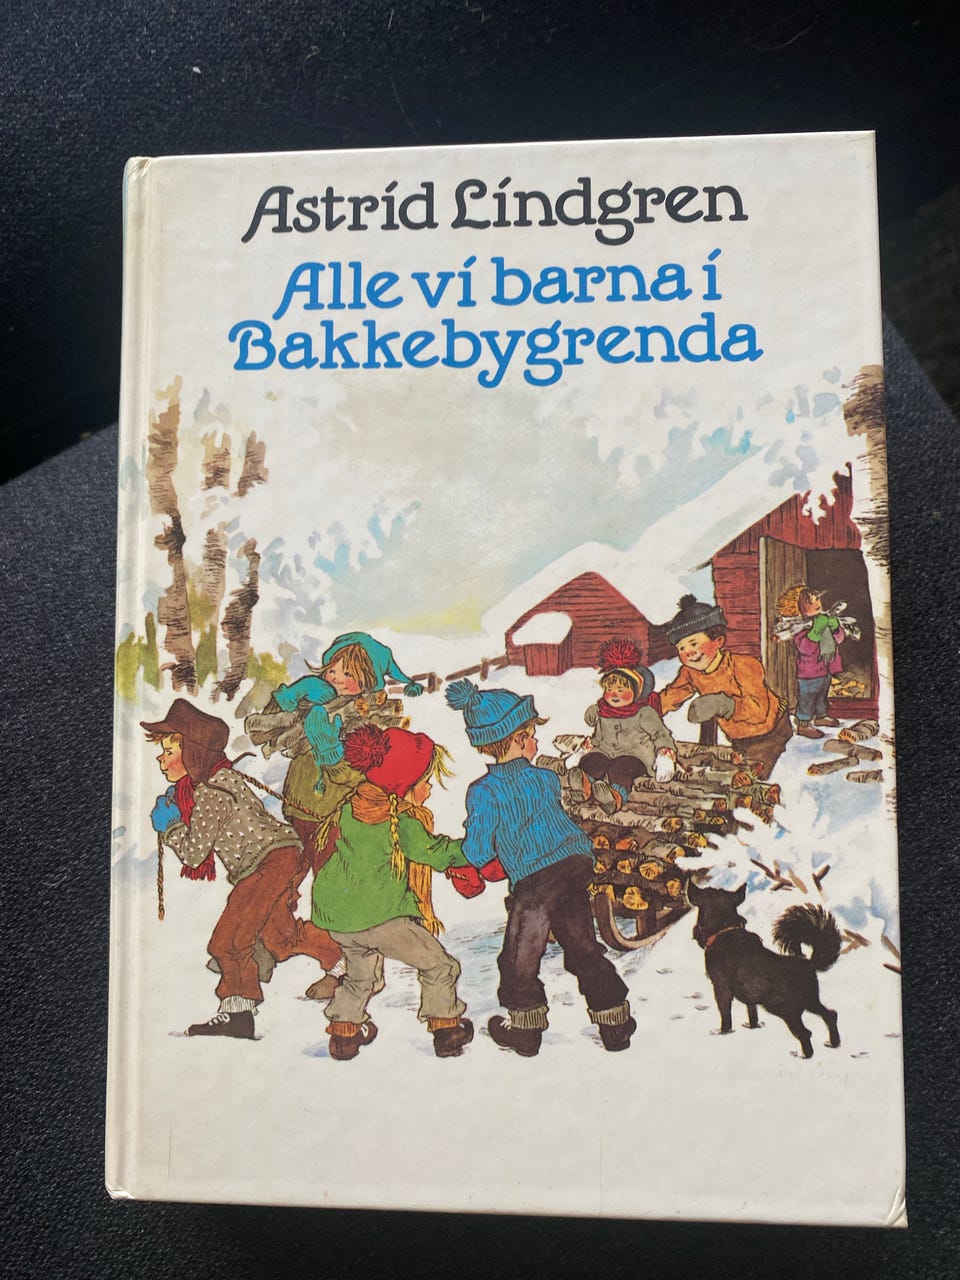 Astrid Lindgren
Alle vi barna i
Bakkebygrenda